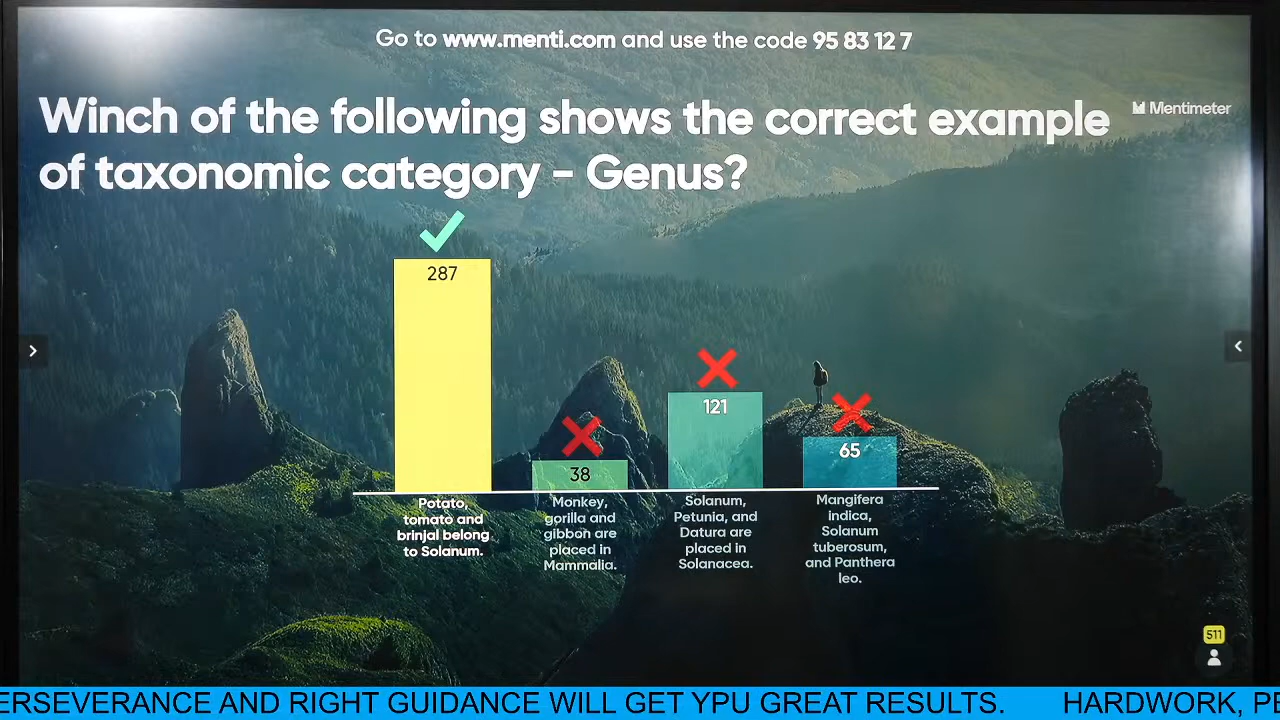 Go to www.menti.com and use the code 95 83 12 7
Winch of the following shows the correct example
of taxonomic category - Genus?
Mentimeter
287
38
121
65
Potato,
tomato and
brinjal belong
to Solanum.
Monkey,
gorilla and
gibbon are
placed in
Mammalia.
Solanum,
Petunia, and
Datura are
placed in
Solanacea.
Mangifera
indica,
Solanum
tuberosum,
and Panthera
leo.
511
ERSEVERANCE AND RIGHT GUIDANCE WILL GET YPU GREAT RESULTS. HARDWORK, PE